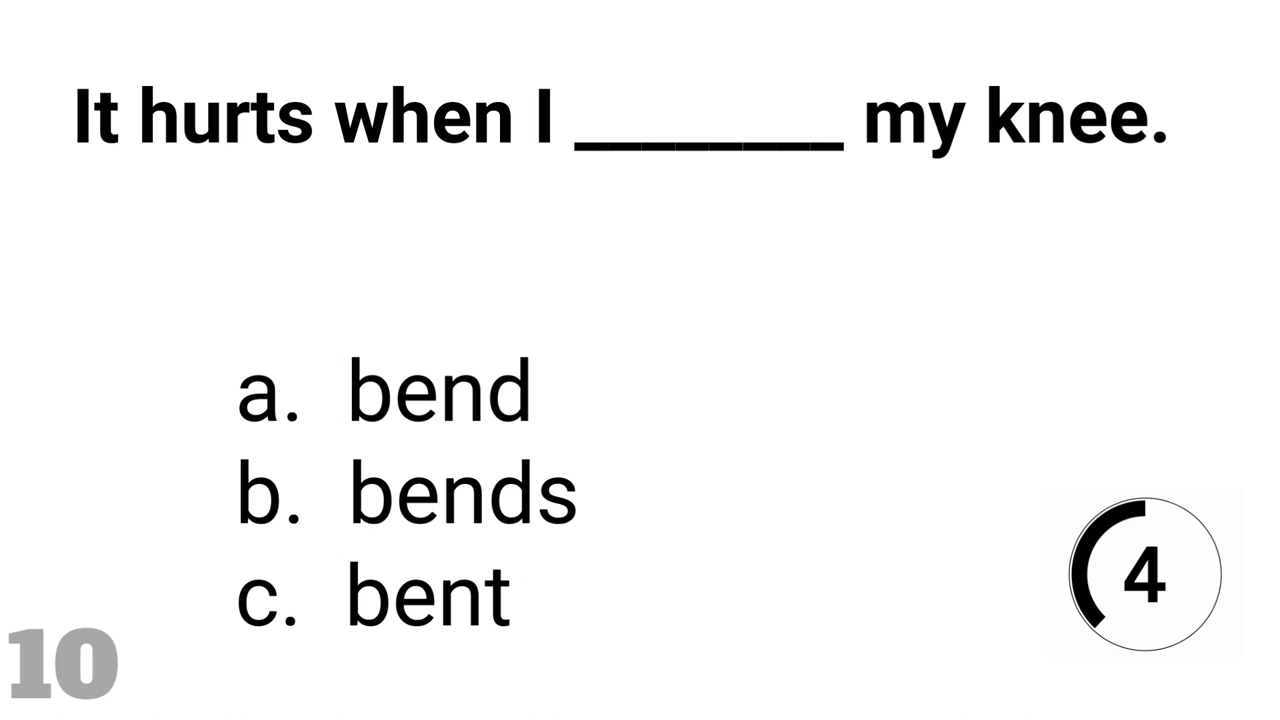 It hurts when I ________ my knee.
a. bend
b. bends
c. bent
4
10